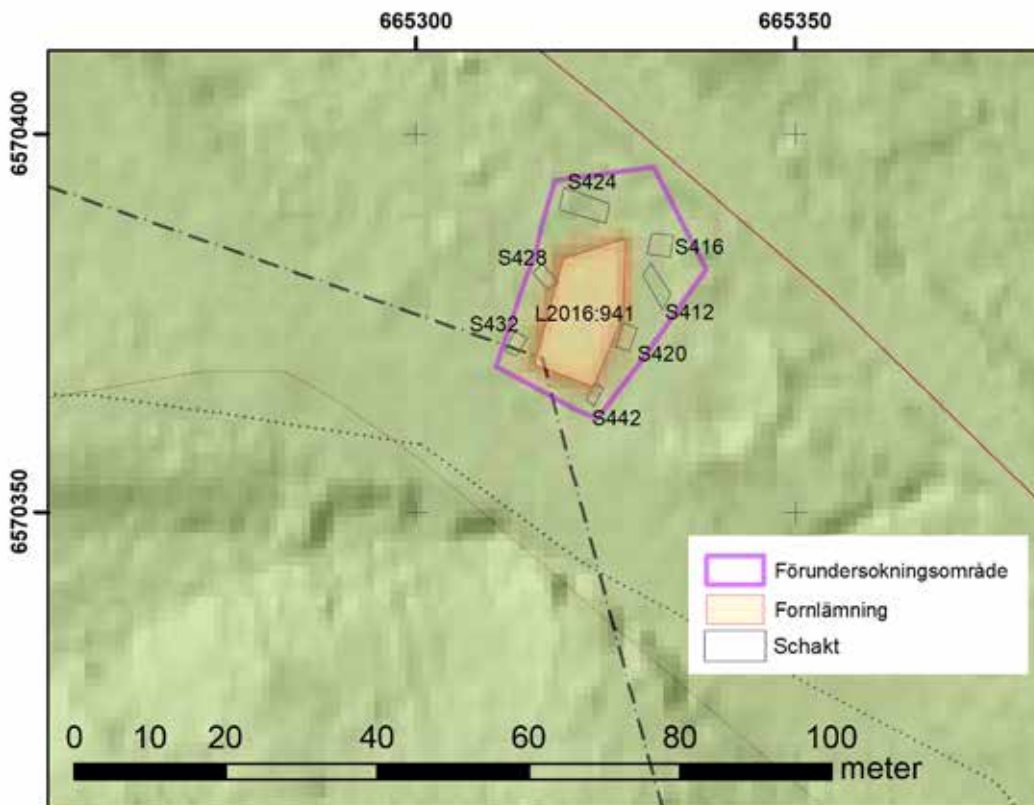 665300
665350
6570400
6570350
S424
S416
S428
L2016:941
S412
S432
S420
S442
Förundersokningsområde
Fornlämning
Schakt
0 10 20 40 60 80 100
meter